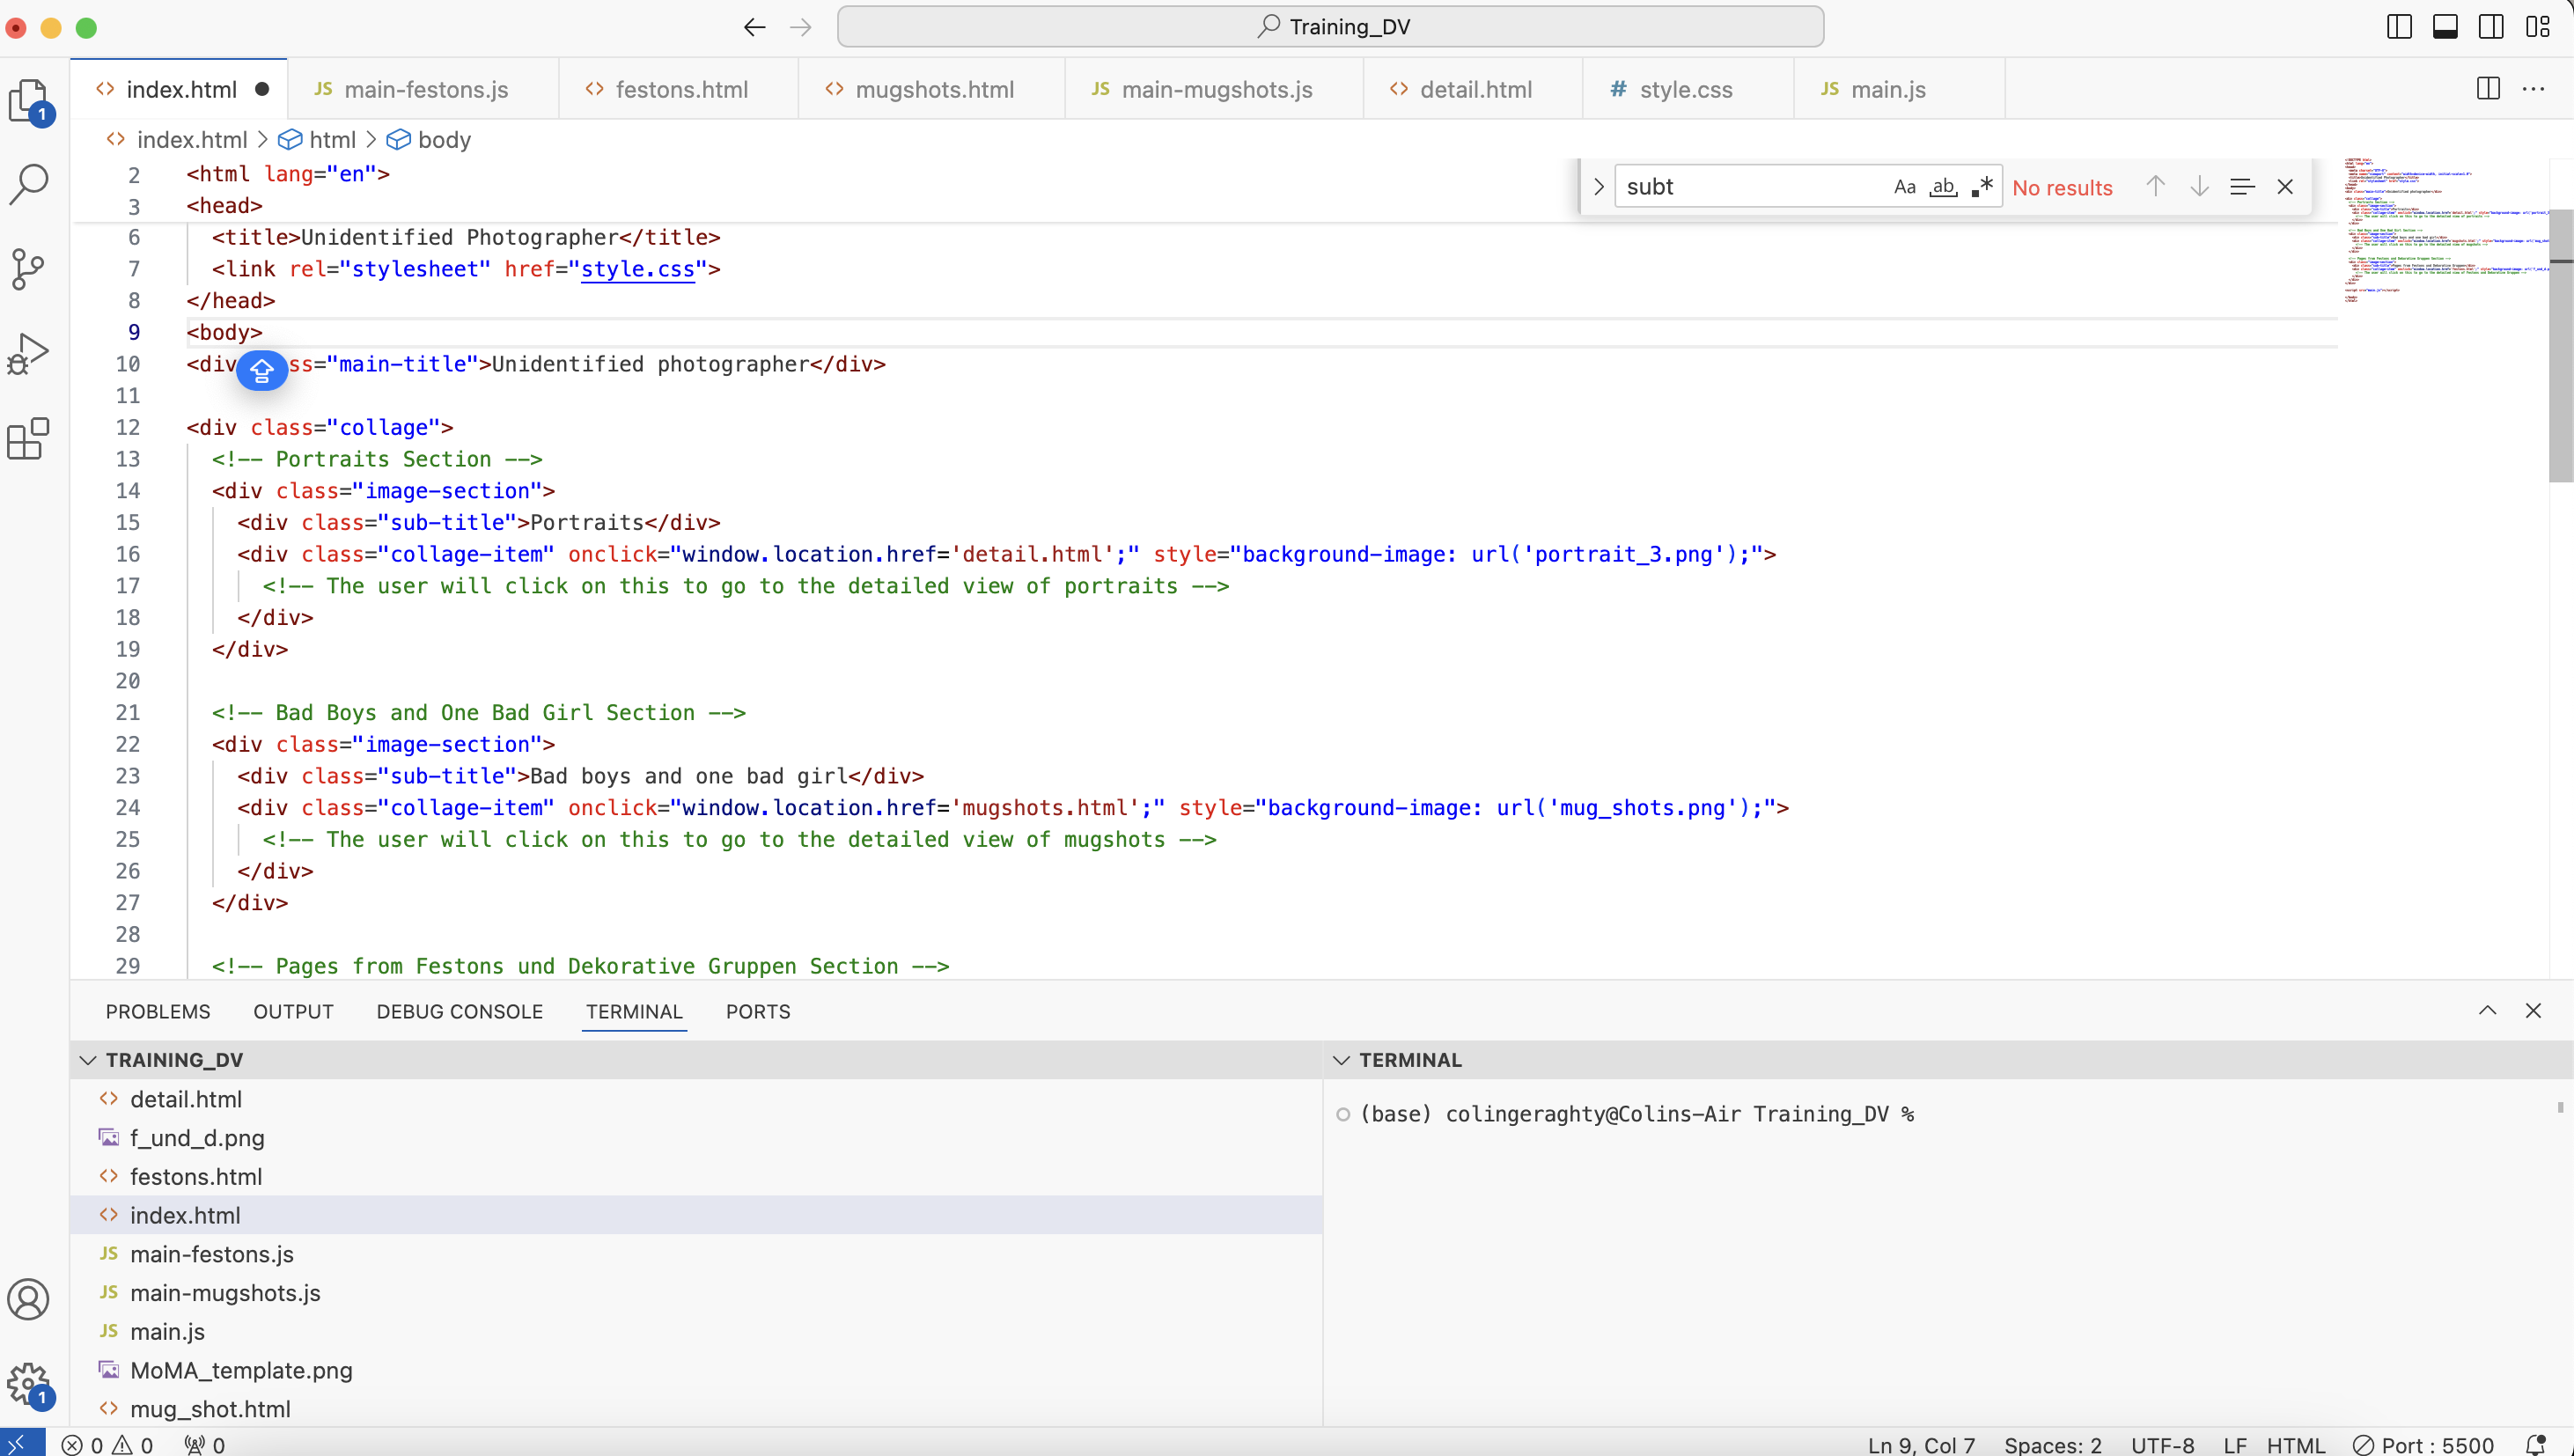 Training_DV
index.html
JS main-festons.js
festons.html
mugshots.html
JS main-mugshots.js
detail.html
# style.css
JS main.js
1
index.html > html > body
subt
Aa ab No results
2 <html lang="en">
3 <head>
6 <title>Unidentified Photographer</title>
7 <link rel="stylesheet" href="style.css">
8 </head>
9 <body>
10 <div ss="main-title">Unidentified photographer</div>
11
12 <div class="collage">
13 <!-- Portraits Section -->
14 <div class="image-section">
15 <div class="sub-title">Portraits</div>
16 <div class="collage-item" onclick="window.location.href='detail.html';" style="background-image: url('portrait_3.png');">
17 <!-- The user will click on this to go to the detailed view of portraits -->
18 </div>
19 </div>
20
21 <!-- Bad Boys and One Bad Girl Section -->
22 <div class="image-section">
23 <div class="sub-title">Bad boys and one bad girl</div>
24 <div class="collage-item" onclick="window.location.href='mugshots.html';" style="background-image: url('mug_shots.png');">
25 <!-- The user will click on this to go to the detailed view of mugshots -->
26 </div>
27 </div>
28
29 <!-- Pages from Festons und Dekorative Gruppen Section -->
PROBLEMS OUTPUT DEBUG CONSOLE TERMINAL PORTS
TRAINING_DV
detail.html
f_und_d.png
festons.html
index.html
JS main-festons.js
JS main-mugshots.js
JS main.js
MoMA_template.png
mug_shot.html
TERMINAL
(base) colingeraghty@Colins-Air Training_DV %
1
0 0 0
Ln 9, Col 7 Spaces: 2 UTF-8 LF HTML Port : 5500